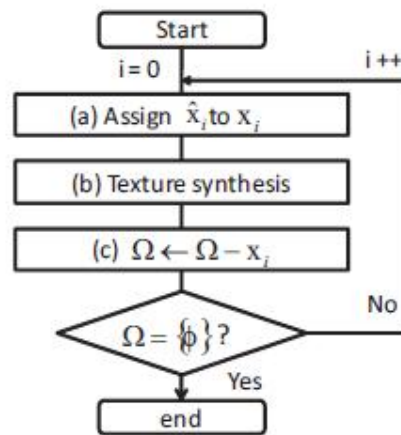 Start
i = 0
i ++
(a) Assign x̂ᵢ to xᵢ
(b) Texture synthesis
(c) Ω ← Ω − xᵢ
Ω = {ϕ} ?
No
Yes
end